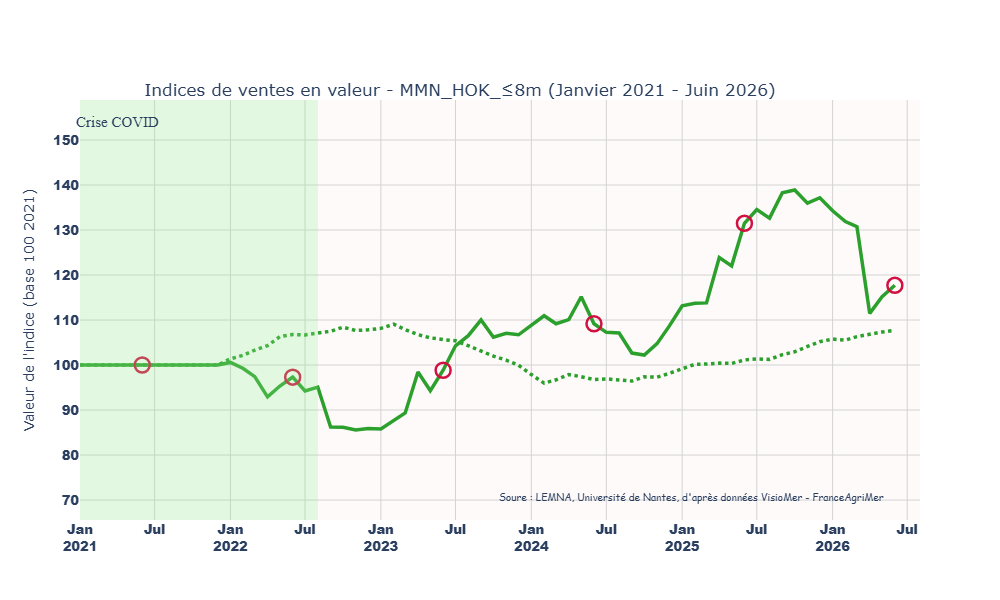 Indices de ventes en valeur - MMN_HOK_≤8m (Janvier 2021 - Juin 2026)
Crise COVID
Valeur de l'indice (base 100 2021)
150
140
130
120
110
100
90
80
70
Soure : LEMNA, Université de Nantes, d'après données VisioMer - FranceAgriMer
Jan Jul Jan Jul Jan Jul Jan Jul Jan Jul Jan Jul
2021 2022 2023 2024 2025 2026